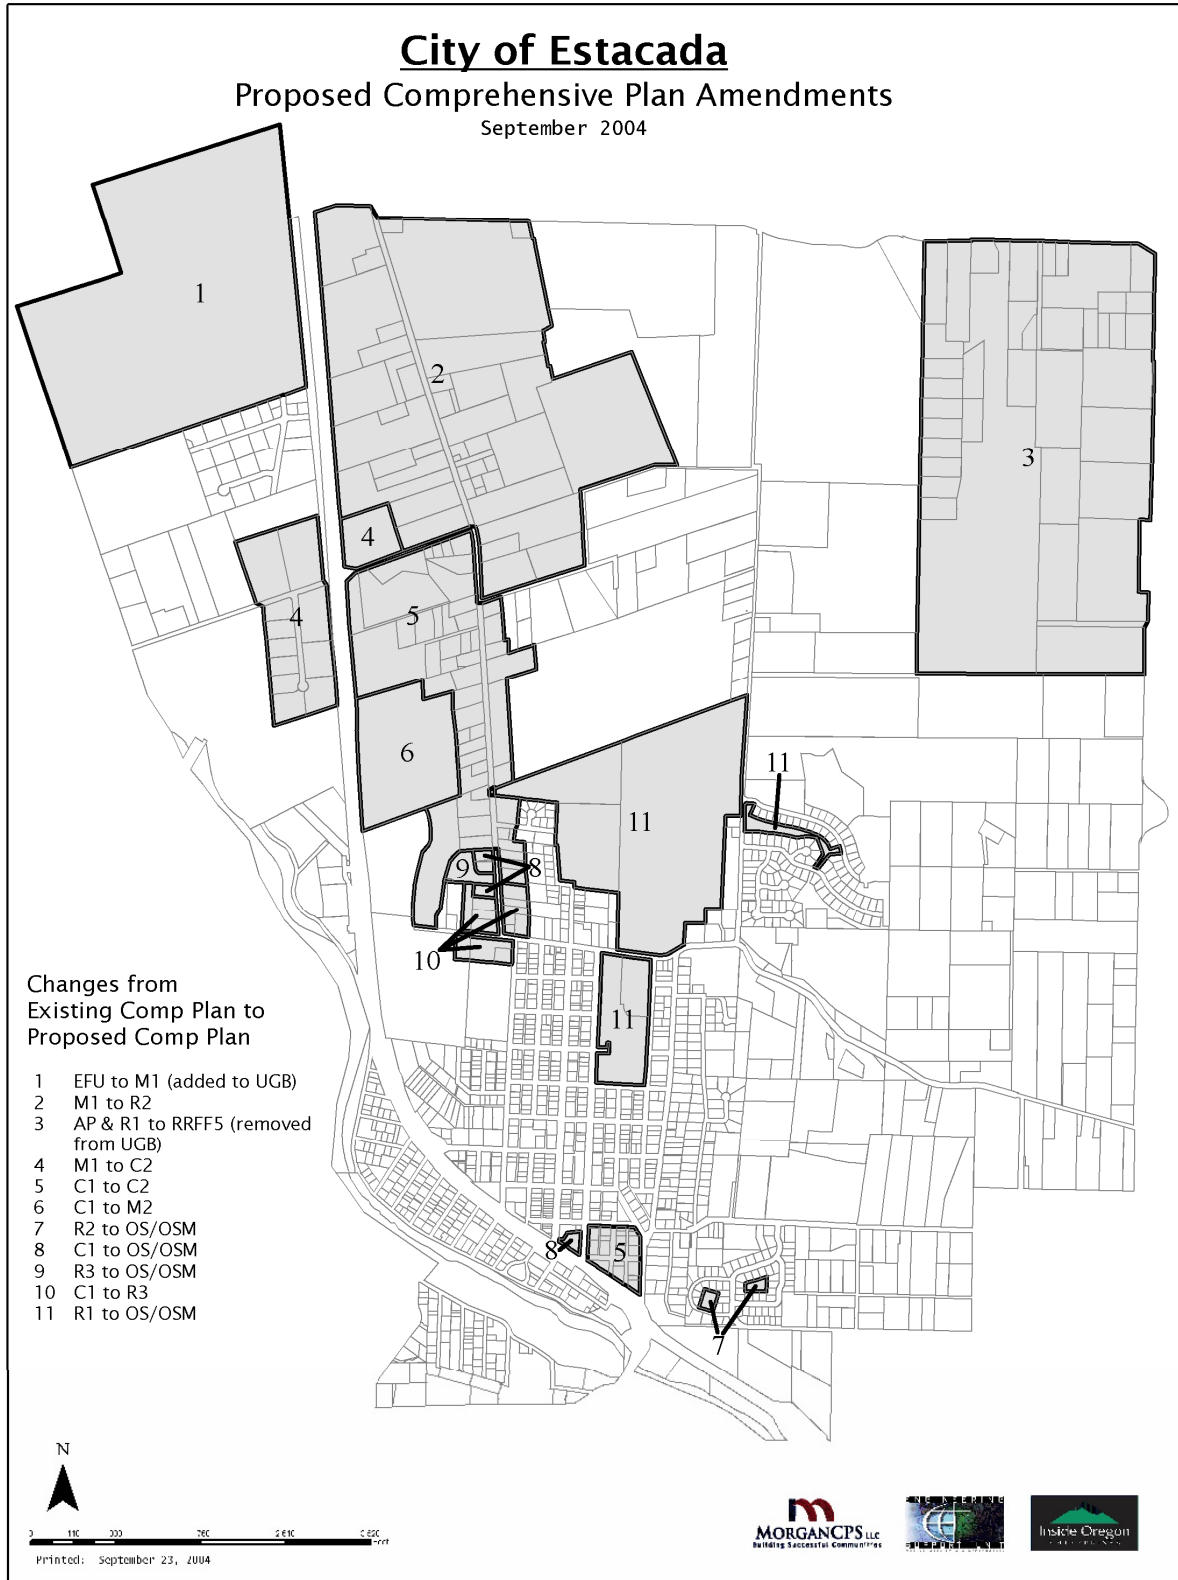 City of Estacada
Proposed Comprehensive Plan Amendments
September 2004
1
2
3
4
4
5
6
11
11
9
8
10
11
Changes from
Existing Comp Plan to
Proposed Comp Plan
1 EFU to M1 (added to UGB)
2 M1 to R2
3 AP & R1 to RRFF5 (removed
from UGB)
4 M1 to C2
5 C1 to C2
6 C1 to M2
7 R2 to OS/OSM
8 C1 to OS/OSM
9 R3 to OS/OSM
10 C1 to R3
11 R1 to OS/OSM
8
5
7
N
Printed: September 23, 2004
MORGANCPS LLC
Building Successful Communities
Inside Oregon